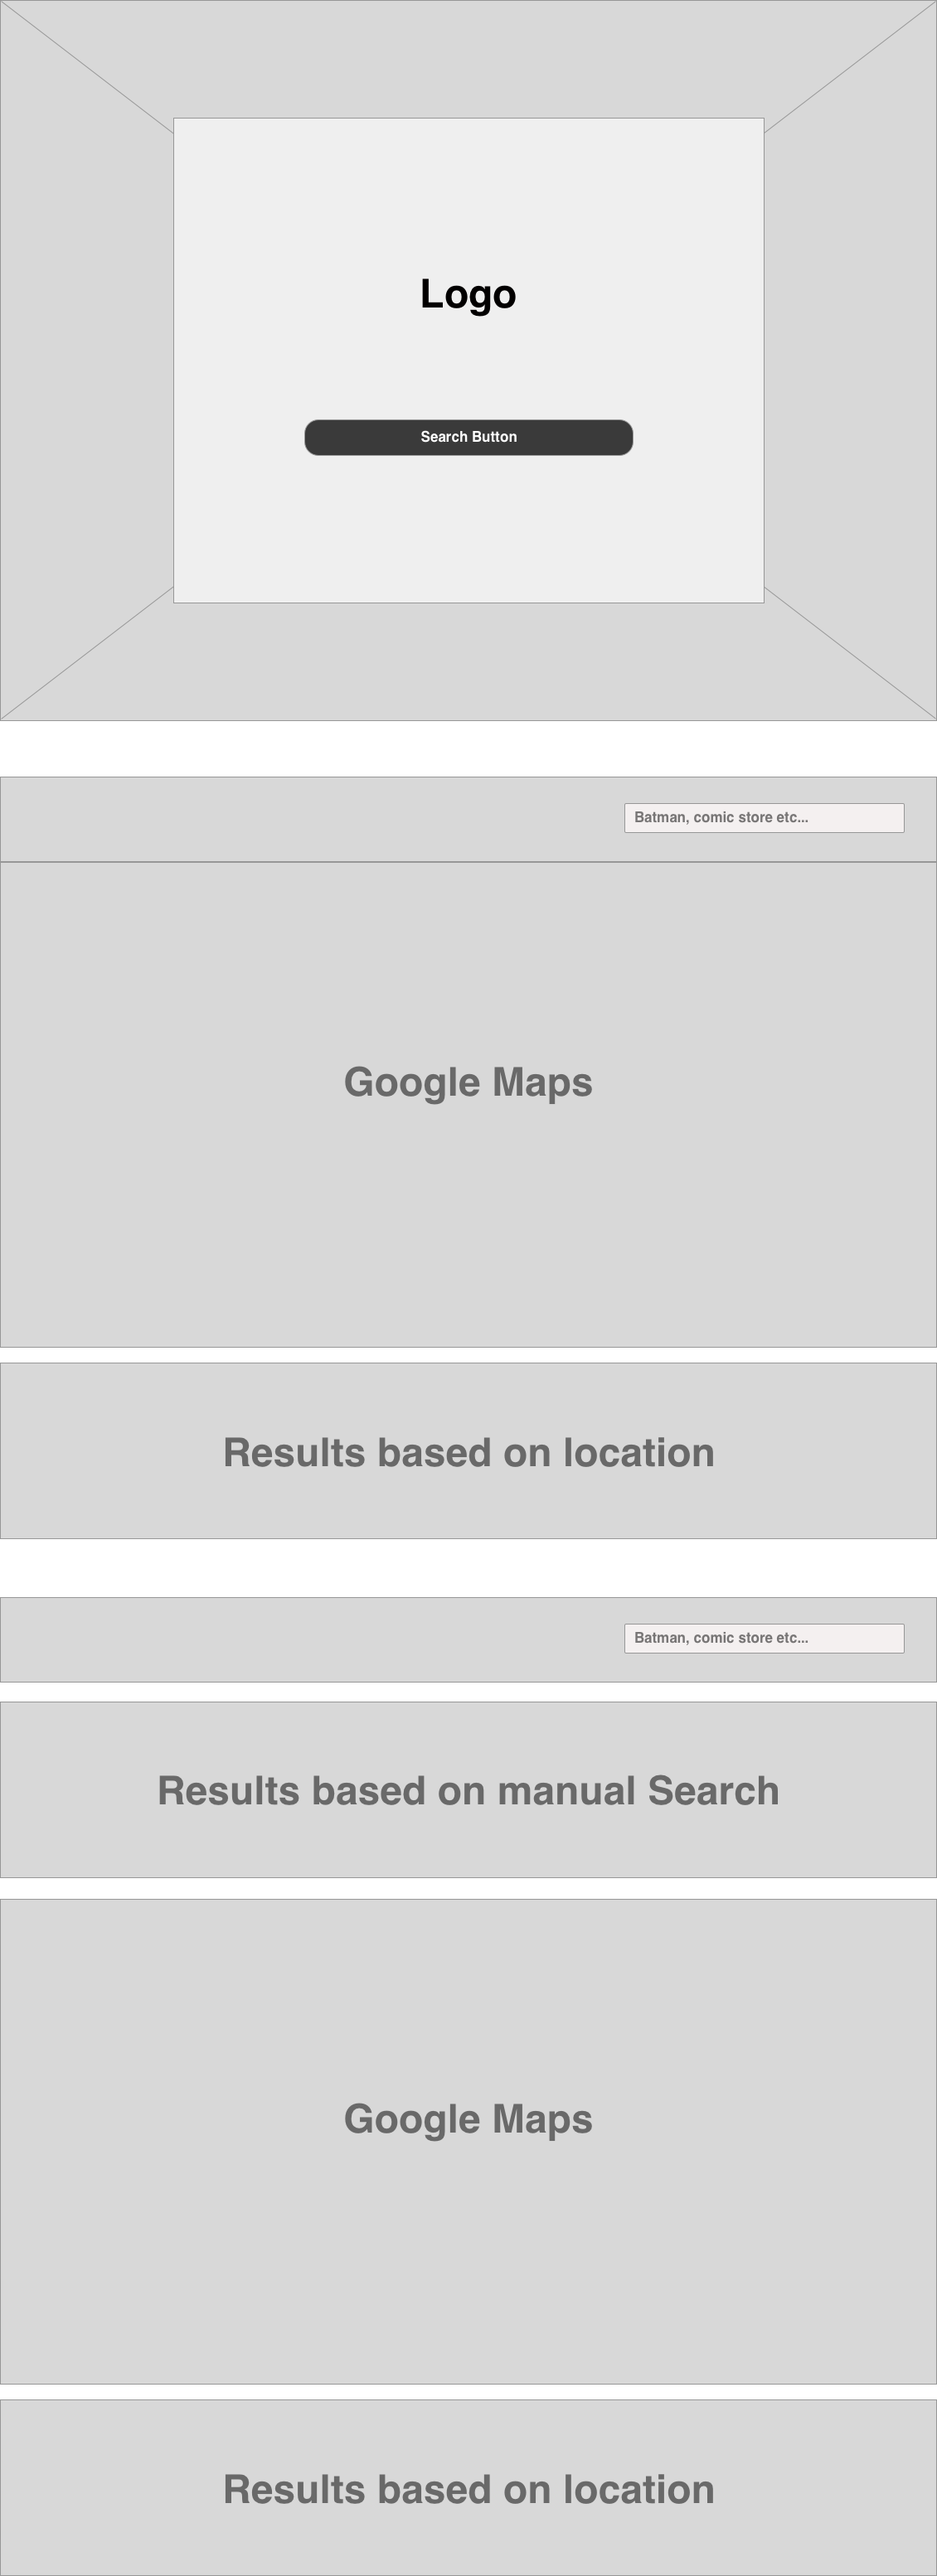 Logo
Search Button
Batman, comic store etc...
Google Maps
Results based on location
Batman, comic store etc...
Results based on manual Search
Google Maps
Results based on location